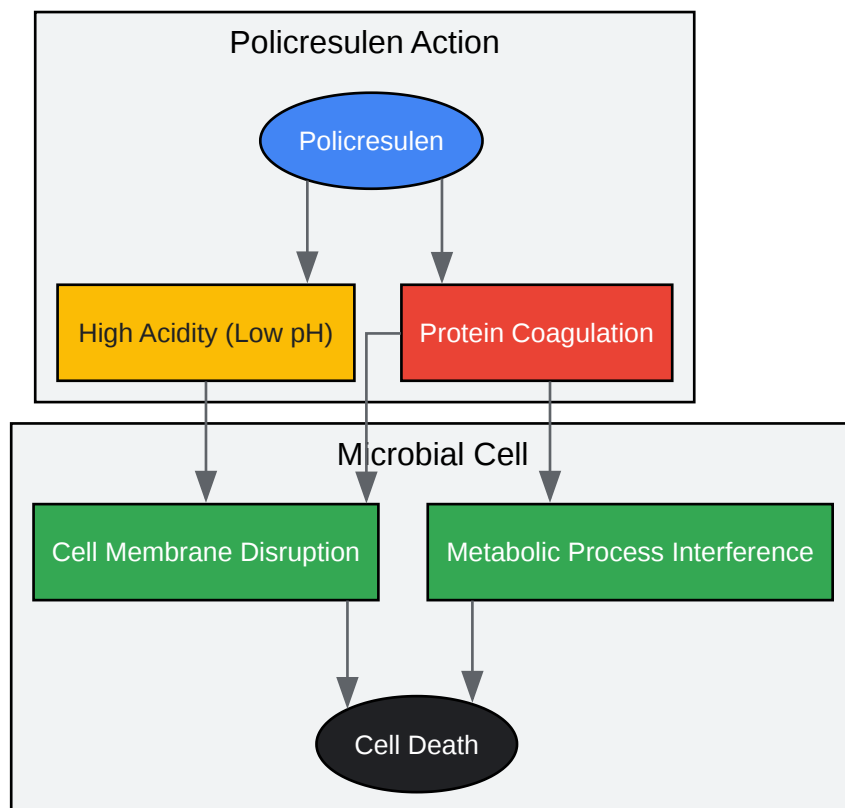 Policresulen Action
Policresulen
High Acidity (Low pH)
Protein Coagulation
Microbial Cell
Cell Membrane Disruption
Metabolic Process Interference
Cell Death